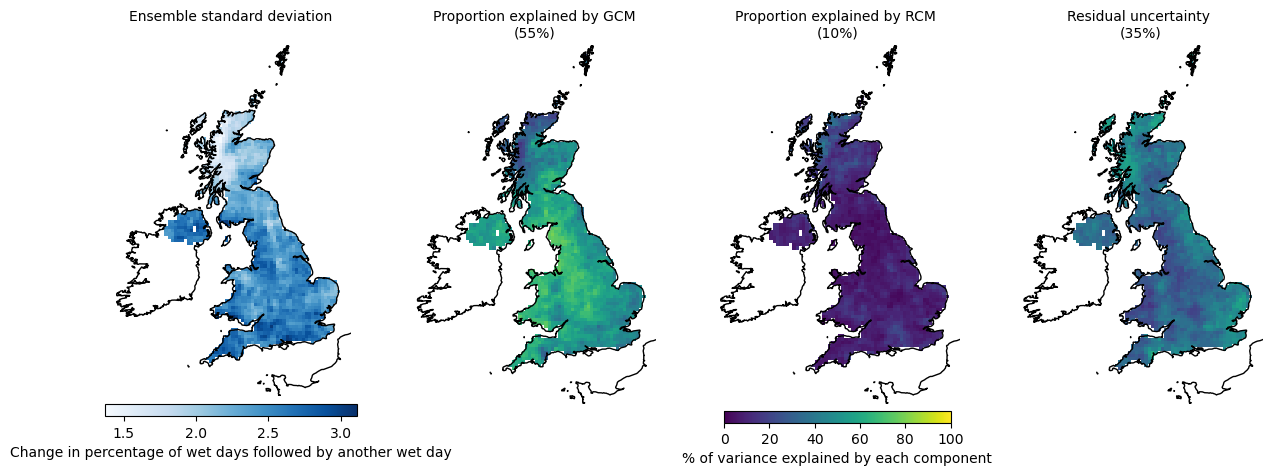 Ensemble standard deviation
Proportion explained by GCM
(55%)
Proportion explained by RCM
(10%)
Residual uncertainty
(35%)
1.5 2.0 2.5 3.0
Change in percentage of wet days followed by another wet day
0 20 40 60 80 100
% of variance explained by each component